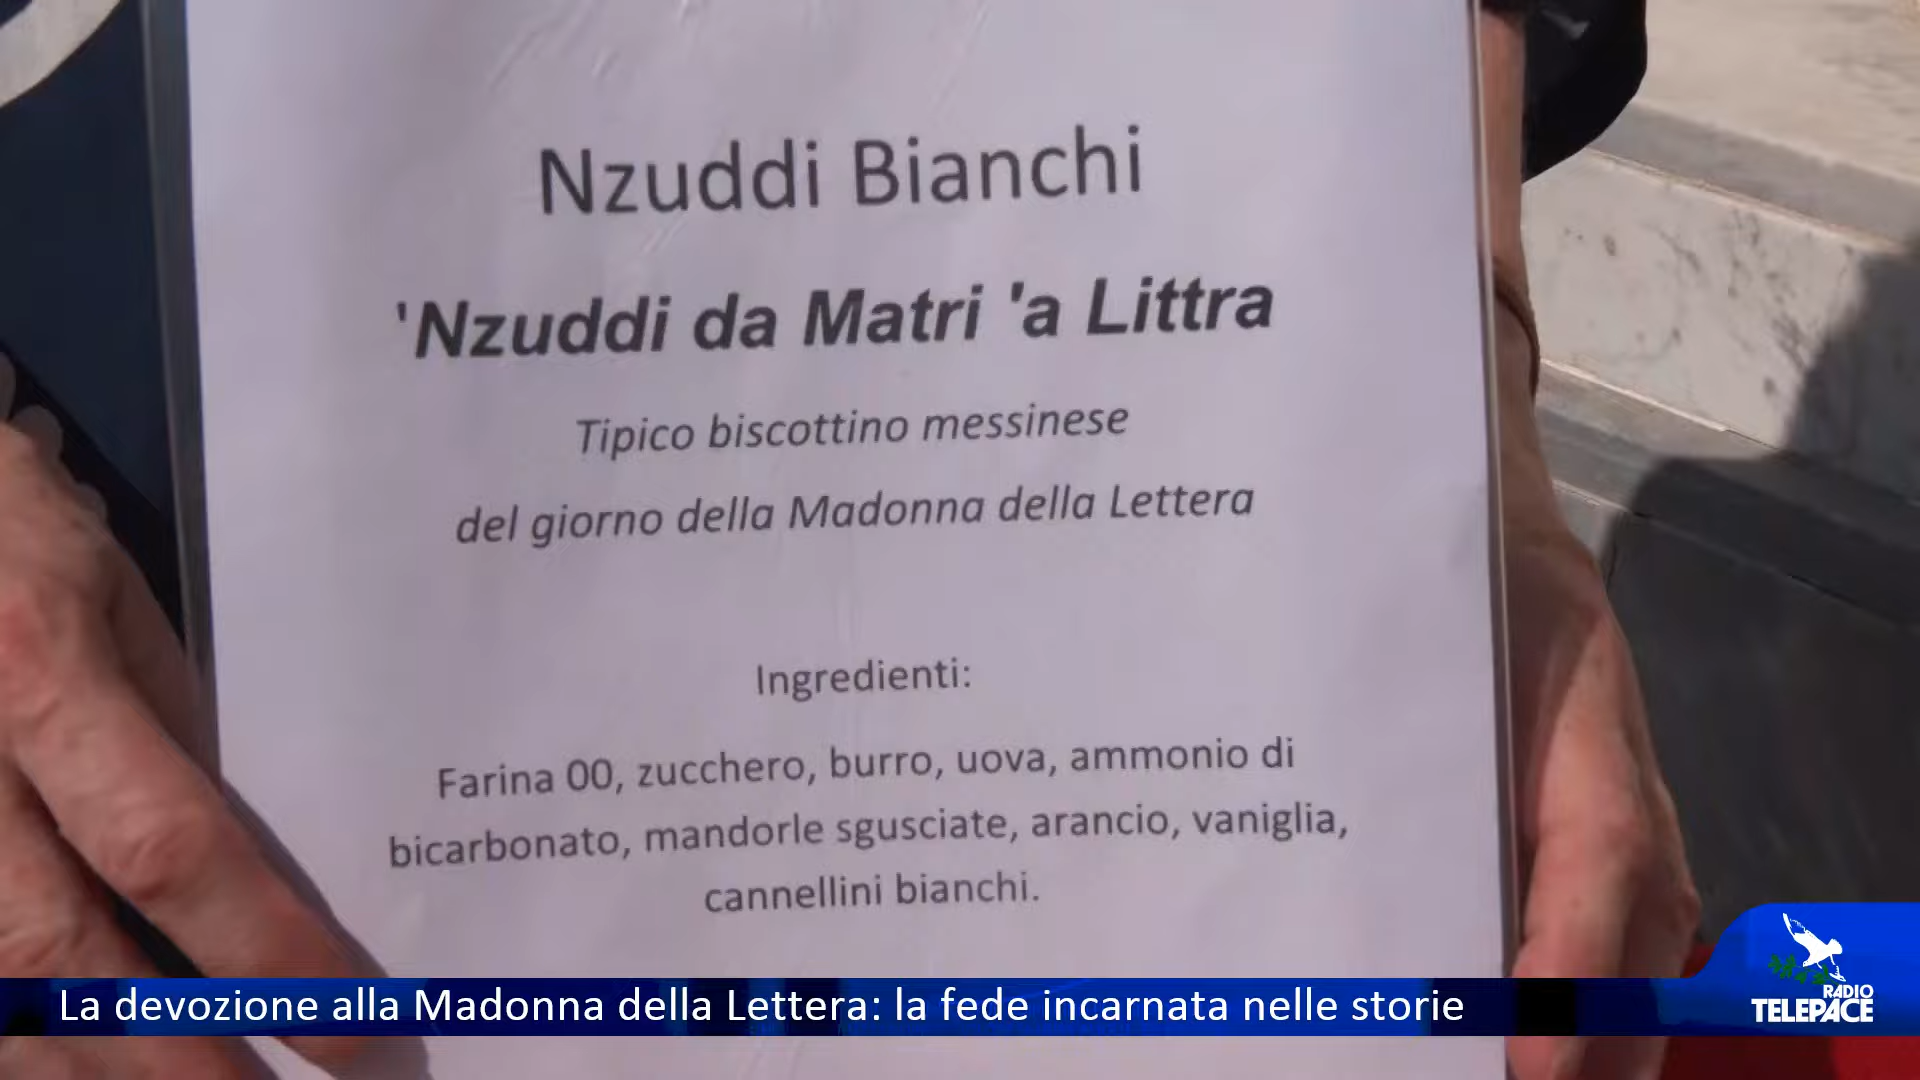 Nzuddi Bianchi
'Nzuddi da Matri 'a Littra
Tipico biscottino messinese
del giorno della Madonna della Lettera
Ingredienti:
Farina 00, zucchero, burro, uova, ammonio di
bicarbonato, mandorle sgusciate, arancio, vaniglia,
cannellini bianchi.
La devozione alla Madonna della Lettera: la fede incarnata nelle storie
RADIO
TELEPACE